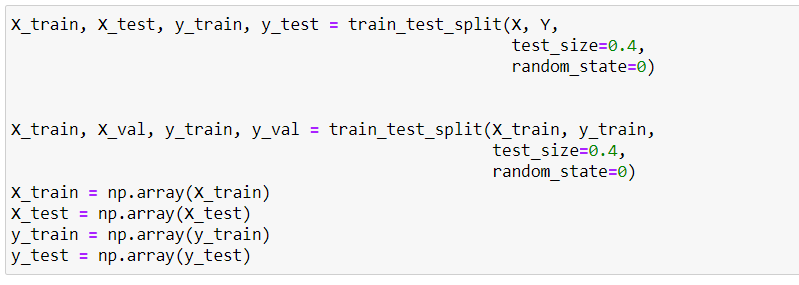 X_train, X_test, y_train, y_test = train_test_split(X, Y,
test_size=0.4,
random_state=0)
X_train, X_val, y_train, y_val = train_test_split(X_train, y_train,
test_size=0.4,
random_state=0)
X_train = np.array(X_train)
X_test = np.array(X_test)
y_train = np.array(y_train)
y_test = np.array(y_test)